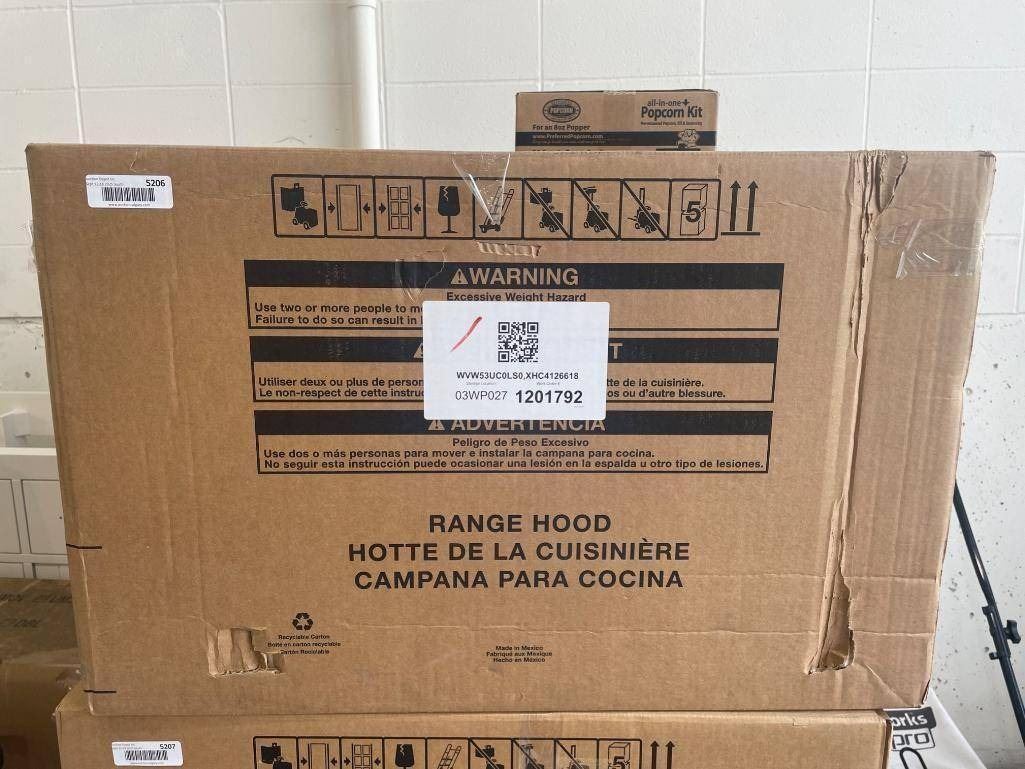 POPCORN
all-in-one+
Popcorn Kit
For an 8oz Popper
www.PreferredPopcorn.com
5206
5
WARNING
Excessive Weight Hazard
Use two or more people to
Failure to do so can result in
T
Utiliser deux ou plus de
te de la cuisinière.
Le non-respect de cette
os ou d'autre blessure.
WVW53UC0LS0,XHC4126618
03WP027 1201792
ADVERTENCIA
Peligro de Peso Excesivo
Use dos o más personas para mover e instalar la campana para cocina.
No seguir esta instrucción puede ocasionar una lesión en la espalda u otro tipo de lesiones.
RANGE HOOD
HOTTE DE LA CUISINIÈRE
CAMPANA PARA COCINA
Recyclable Carton
Boîte en carton recyclable
Cartón Reciclable
Made in Mexico
Fabriqué aux Mexique
Hecho en México
5207
5
orks
pro